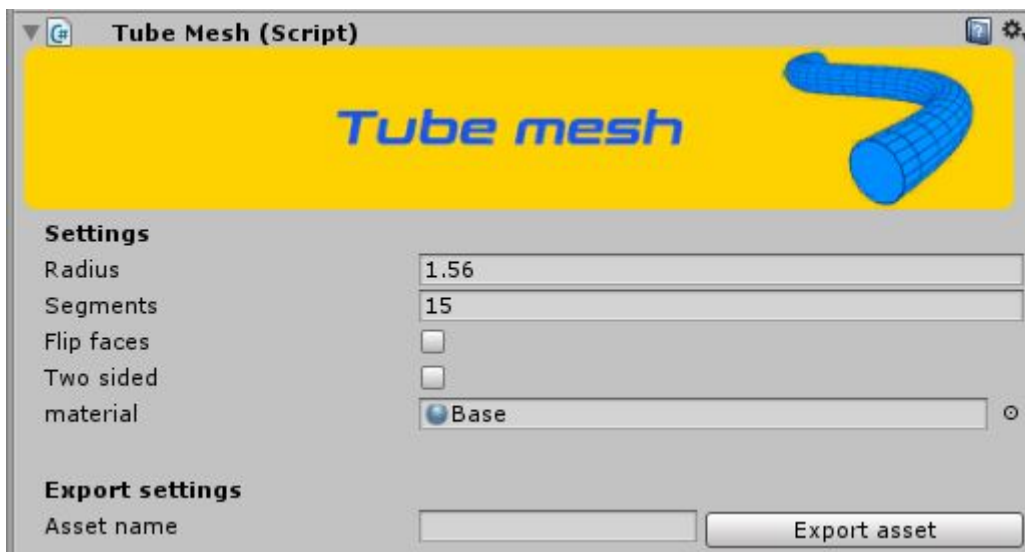 Tube Mesh (Script)
Tube mesh
Settings
Radius 1.56
Segments 15
Flip faces
Two sided
material Base
Export settings
Asset name Export asset